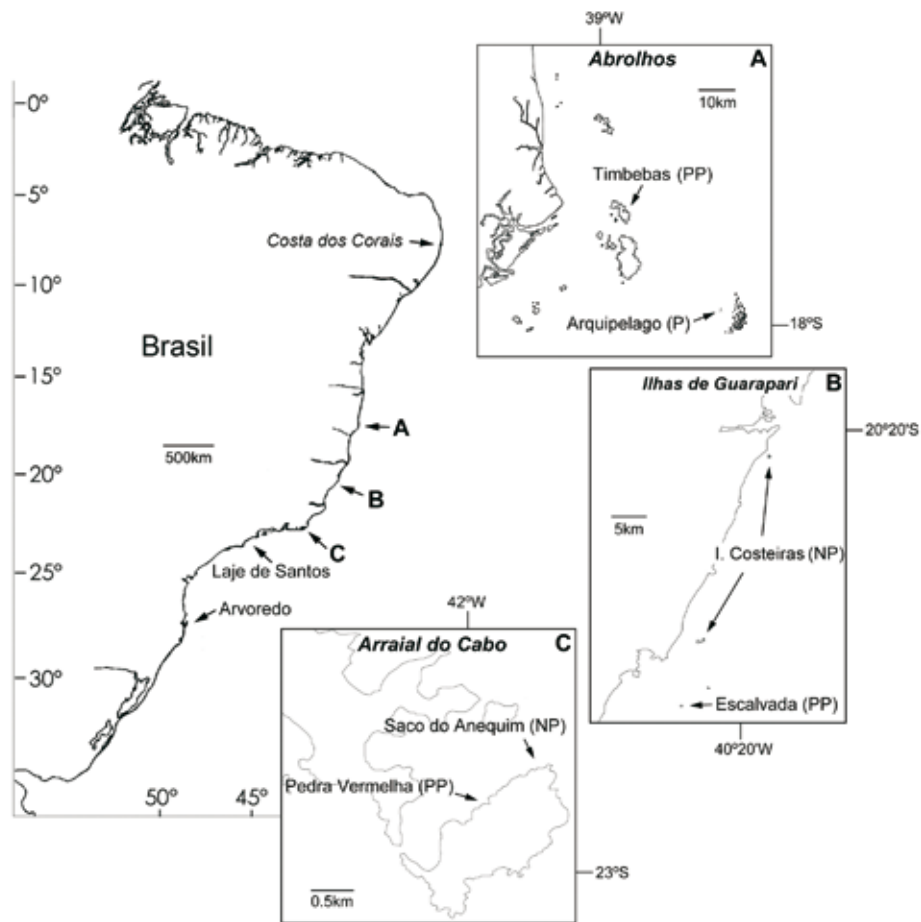 39ºW
Abrolhos
A
10km
Timbebas (PP)
Arquipelago (P)
18ºS
0º
5º
10º
15º
20º
25º
30º
50º
45º
Costa dos Corais
Brasil
500km
A
B
C
Laje de Santos
Arvoredo
Ilhas de Guarapari
B
20º20'S
5km
I. Costeiras (NP)
Escalvada (PP)
40º20'W
42ºW
Arraial do Cabo
C
Saco do Anequim (NP)
Pedra Vermelha (PP)
0.5km
23ºS